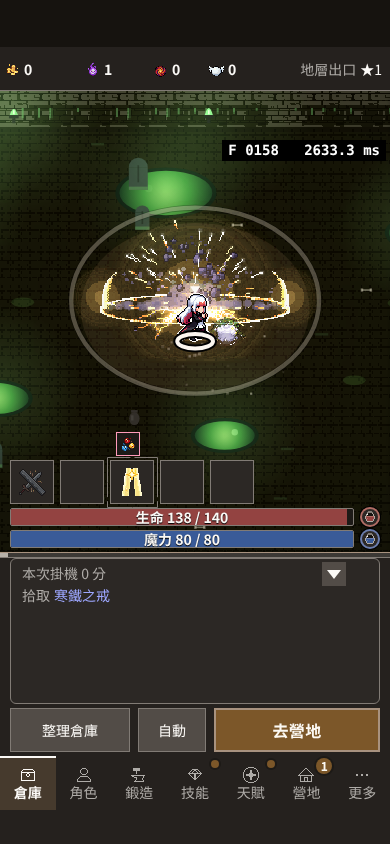 0 1 0 0 地層出口 ★1
F 0158 2633.3 ms
生命 138 / 140
魔力 80 / 80
本次掛機 0 分
拾取 寒鐵之戒
整理倉庫 自動 去營地
1
倉庫 角色 鍛造 技能 天賦 營地 更多